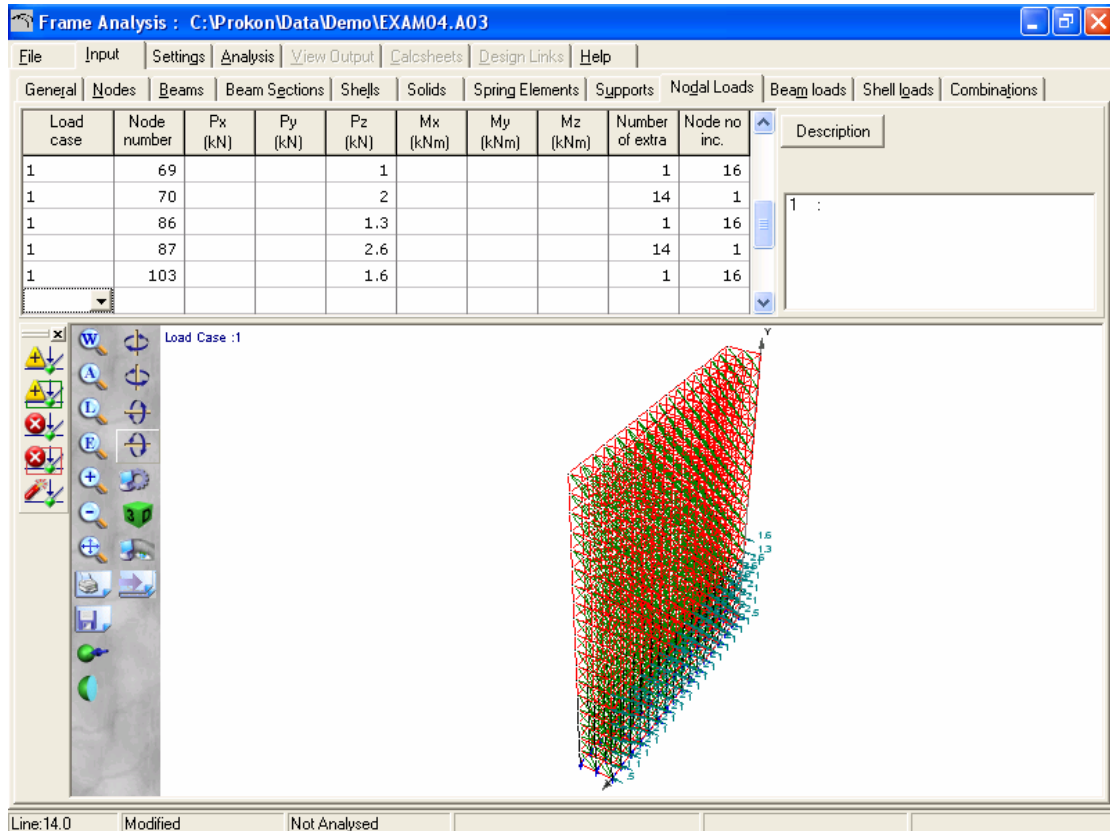 Frame Analysis : C:\Prokon\Data\Demo\EXAM04.A03
File Input Settings Analysis View Output Calcsheets Design Links Help
General Nodes Beams Beam Sections Shells Solids Spring Elements Supports Nodal Loads Beam loads Shell loads Combinations
Load case Node number Px (kN) Py (kN) Pz (kN) Mx (kNm) My (kNm) Mz (kNm) Number of extra Node no inc.
Description
1 69 1 1 16
1 70 2 14 1
1 86 1.3 1 16
1 87 2.6 14 1
1 103 1.6 1 16
1 :
Load Case :1
W
A
L
E
3D
Y
1.6
1.3
2.6
.5
.5
Line:14.0 Modified Not Analysed